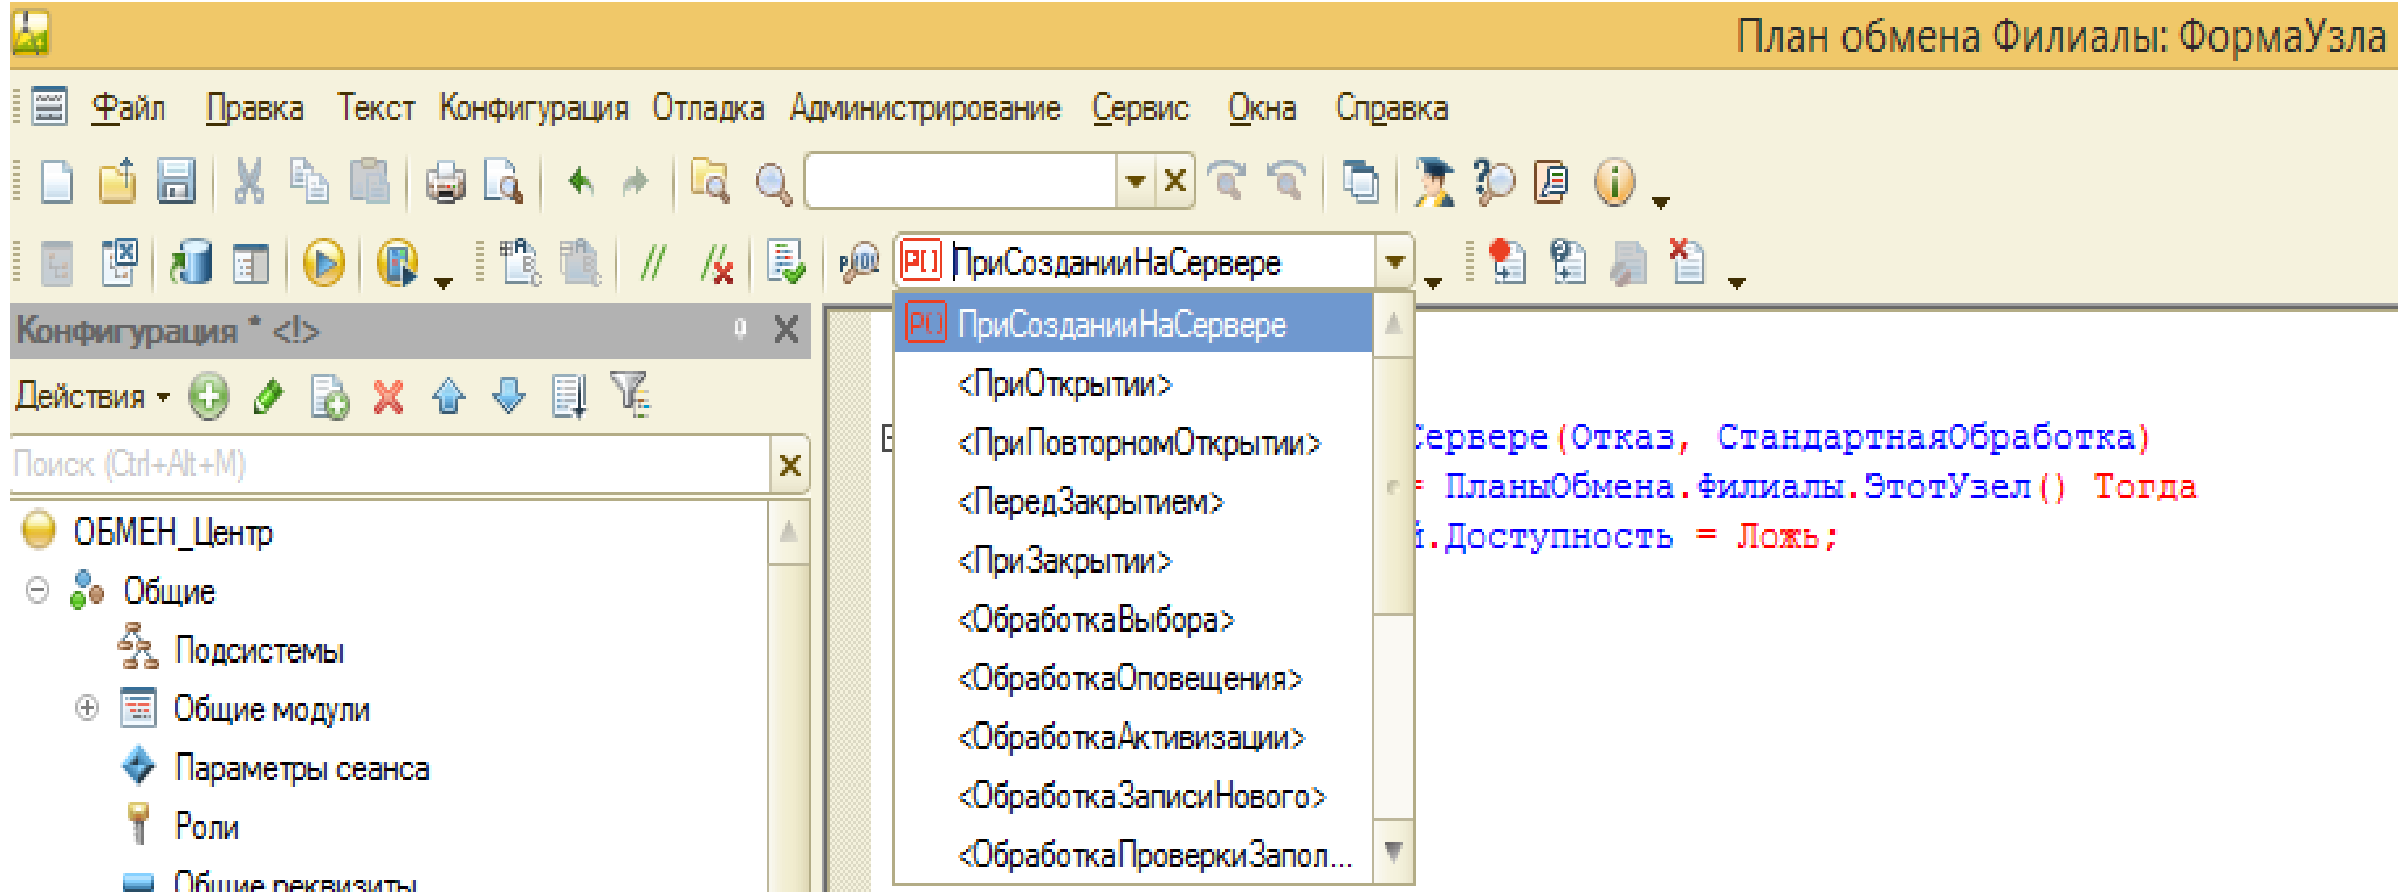 План обмена Филиалы: ФормаУзла
Файл Правка Текст Конфигурация Отладка Администрирование Сервис Окна Справка
ПриСозданииНаСервере
Конфигурация * <!>
ПриСозданииНаСервере
Действия
<ПриОткрытии>
Поиск (Ctrl+Alt+M)
<ПриПовторномОткрытии>
Сервере(Отказ, СтандартнаяОбработка)
<ПередЗакрытием>
= ПланыОбмена.Филиалы.ЭтотУзел() Тогда
ОБМЕН_Центр
<ПриЗакрытии>
й.Доступность = Ложь;
Общие
<ОбработкаВыбора>
Подсистемы
<ОбработкаОповещения>
Общие модули
<ОбработкаАктивизации>
Параметры сеанса
<ОбработкаЗаписиНового>
Роли
<ОбработкаПроверкиЗапол...
Общие реквизиты